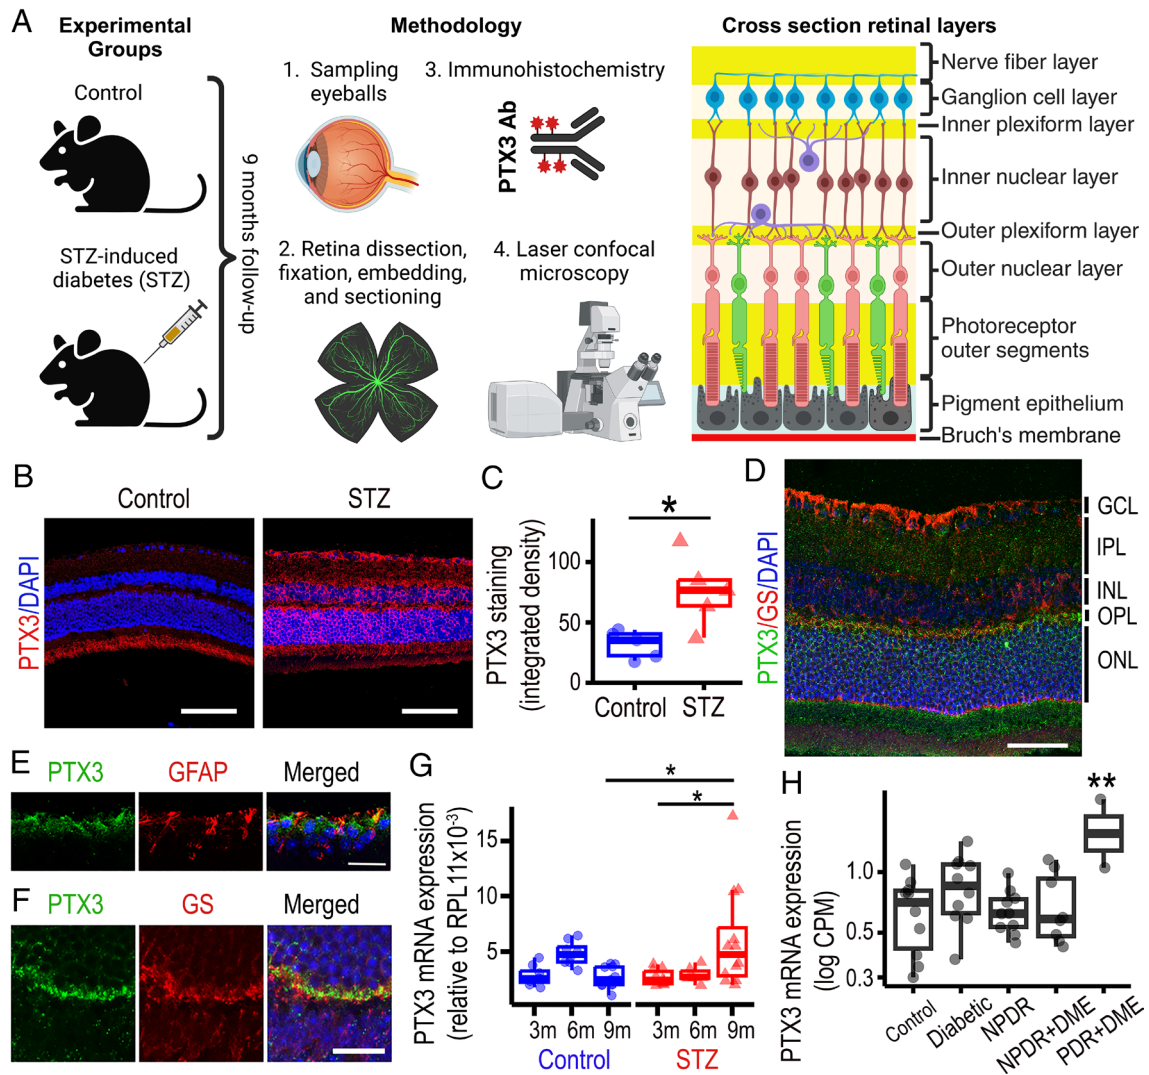 A
Experimental
Groups
Control
STZ-induced
diabetes (STZ)
9 months follow-up
Methodology
1. Sampling
eyeballs
3. Immunohistochemistry
PTX3 Ab
2. Retina dissection,
fixation, embedding,
and sectioning
4. Laser confocal
microscopy
Cross section retinal layers
Nerve fiber layer
Ganglion cell layer
Inner plexiform layer
Inner nuclear layer
Outer plexiform layer
Outer nuclear layer
Photoreceptor
outer segments
Pigment epithelium
Bruch's membrane
B
Control
STZ
PTX3/DAPI
C
PTX3 staining
(integrated density)
100
50
0
*
Control
STZ
D
PTX3/GS/DAPI
GCL
IPL
INL
OPL
ONL
E
PTX3
GFAP
Merged
F
PTX3
GS
Merged
G
PTX3 mRNA expression
(relative to RPL11x10-3)
15
10
5
*
*
3m
6m
9m
3m
6m
9m
Control
STZ
H
PTX3 mRNA expression
(log CPM)
1.0
0.5
0.3
**
Control
Diabetic
NPDR
NPDR+DME
PDR+DME